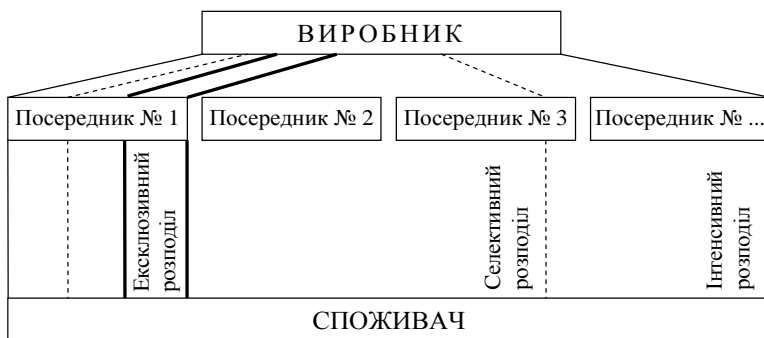 ВИРОБНИК
Посередник № 1
Посередник № 2
Посередник № 3
Посередник № ...
Ексклюзивний
розподіл
Селективний
розподіл
Інтенсивний
розподіл
СПОЖИВАЧ